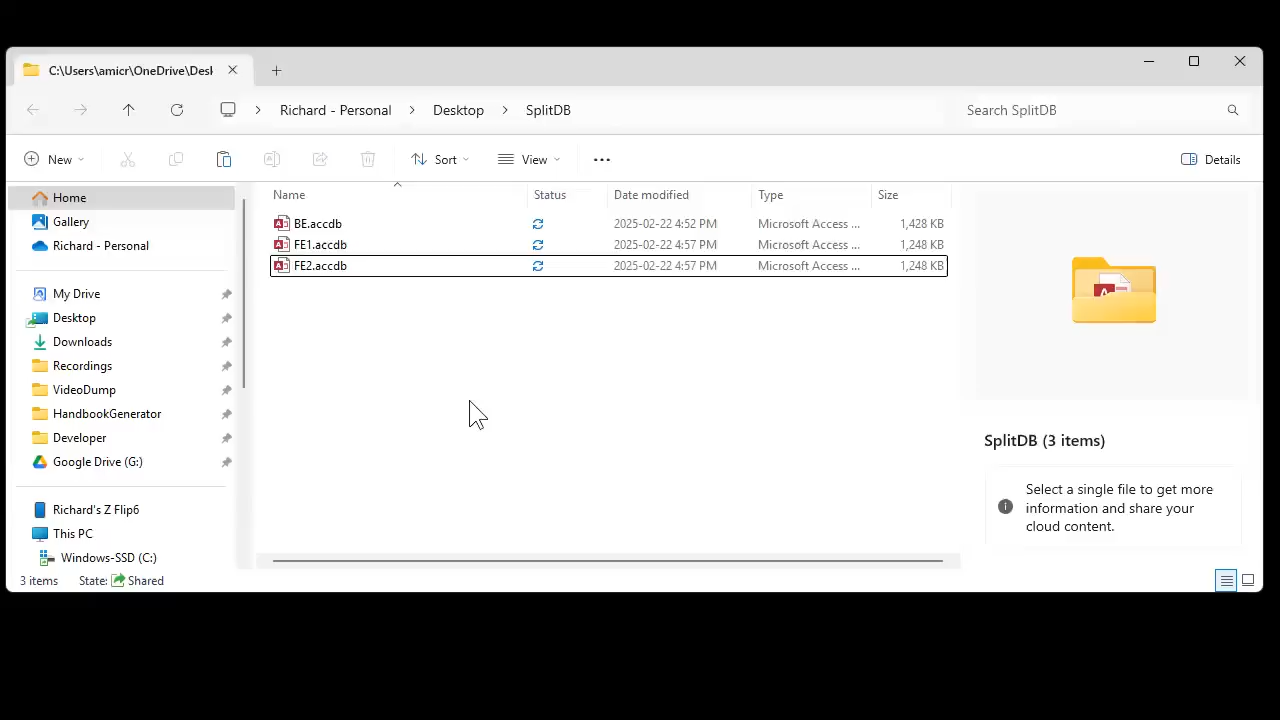 C:\Users\amicr\OneDrive\Desk
Richard - Personal
Desktop
SplitDB
Search SplitDB
New
Sort
View
Details
Name
Status
Date modified
Type
Size
BE.accdb
2025-02-22 4:52 PM
Microsoft Access ...
1,428 KB
FE1.accdb
2025-02-22 4:57 PM
Microsoft Access ...
1,248 KB
FE2.accdb
2025-02-22 4:57 PM
Microsoft Access ...
1,248 KB
Home
Gallery
Richard - Personal
My Drive
Desktop
Downloads
Recordings
VideoDump
HandbookGenerator
Developer
Google Drive (G:)
Richard's Z Flip6
This PC
Windows-SSD (C:)
SplitDB (3 items)
Select a single file to get more
information and share your
cloud content.
3 items
State:
Shared